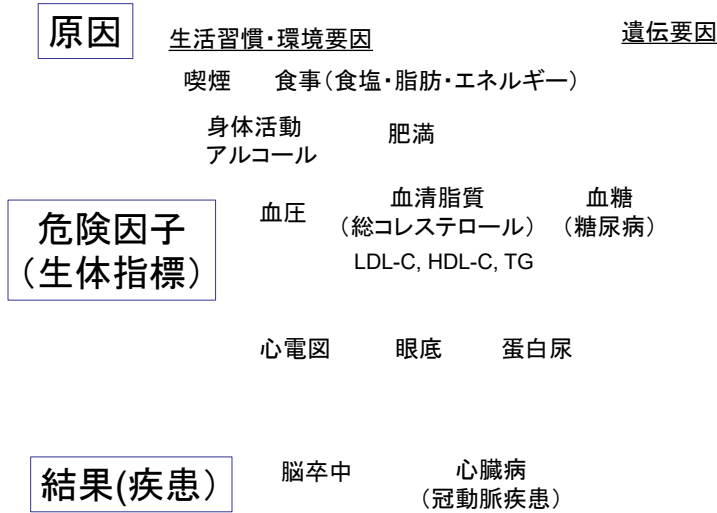 原因
生活習慣・環境要因
遺伝要因
喫煙
食事（食塩・脂肪・エネルギー）
身体活動
アルコール
肥満
危険因子
（生体指標）
血圧
血清脂質
（総コレステロール）
LDL-C, HDL-C, TG
血糖
（糖尿病）
心電図
眼底
蛋白尿
結果(疾患）
脳卒中
心臓病
（冠動脈疾患）